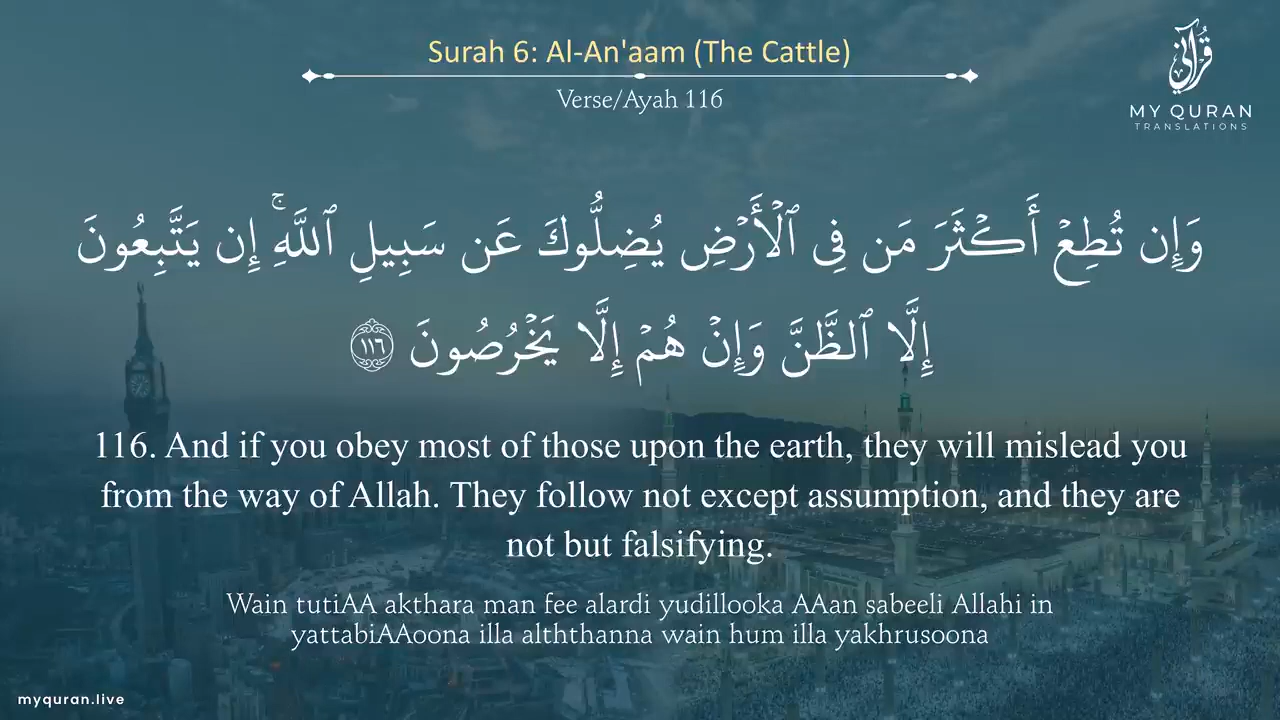 Surah 6: Al-An'aam (The Cattle)
Verse/Ayah 116
قرآني
MY QURAN
TRANSLATIONS
وَإِن تُطِعْ أَكْثَرَ مَن فِى ٱلْأَرْضِ يُضِلُّوكَ عَن سَبِيلِ ٱللَّهِ ۚ إِن يَتَّبِعُونَ
إِلَّا ٱلظَّنَّ وَإِنْ هُمْ إِلَّا يَخْرُصُونَ ١١٦
116. And if you obey most of those upon the earth, they will mislead you
from the way of Allah. They follow not except assumption, and they are
not but falsifying.
Wain tutiAA akthara man fee alardi yudillooka AAan sabeeli Allahi in
yattabiAAoona illa alththanna wain hum illa yakhrusoona
myquran.live